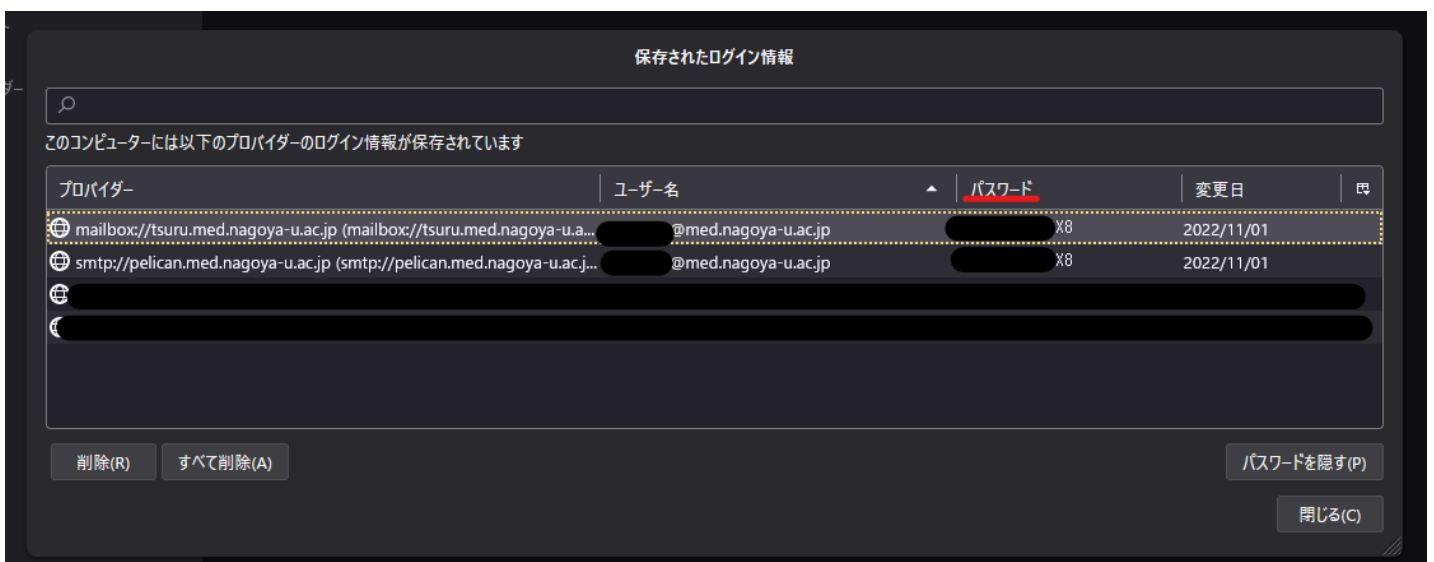 保存されたログイン情報
このコンピューターには以下のプロバイダーのログイン情報が保存されています
プロバイダー ユーザー名 パスワード 変更日
mailbox://tsuru.med.nagoya-u.ac.jp (mailbox://tsuru.med.nagoya-u.a... @med.nagoya-u.ac.jp X8 2022/11/01
smtp://pelican.med.nagoya-u.ac.jp (smtp://pelican.med.nagoya-u.ac.j... @med.nagoya-u.ac.jp X8 2022/11/01
削除(R) すべて削除(A) パスワードを隠す(P)
閉じる(C)